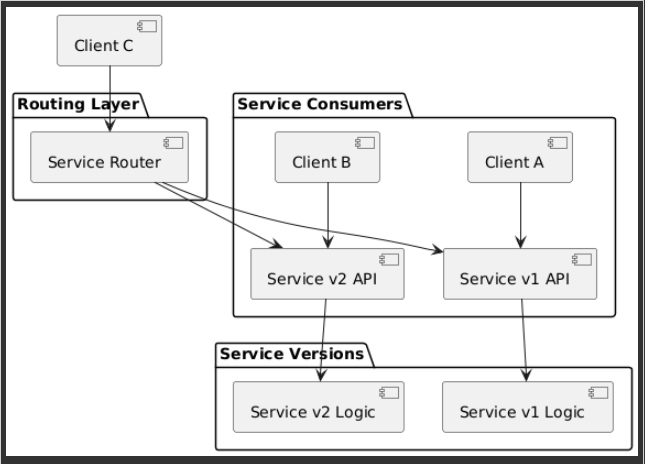 Client C
Routing Layer
Service Consumers
Service Router
Client B
Client A
Service v2 API
Service v1 API
Service Versions
Service v2 Logic
Service v1 Logic